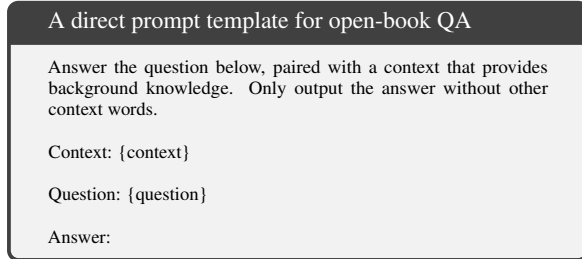 A direct prompt template for open-book QA
Answer the question below, paired with a context that provides
background knowledge. Only output the answer without other
context words.
Context: {context}
Question: {question}
Answer: